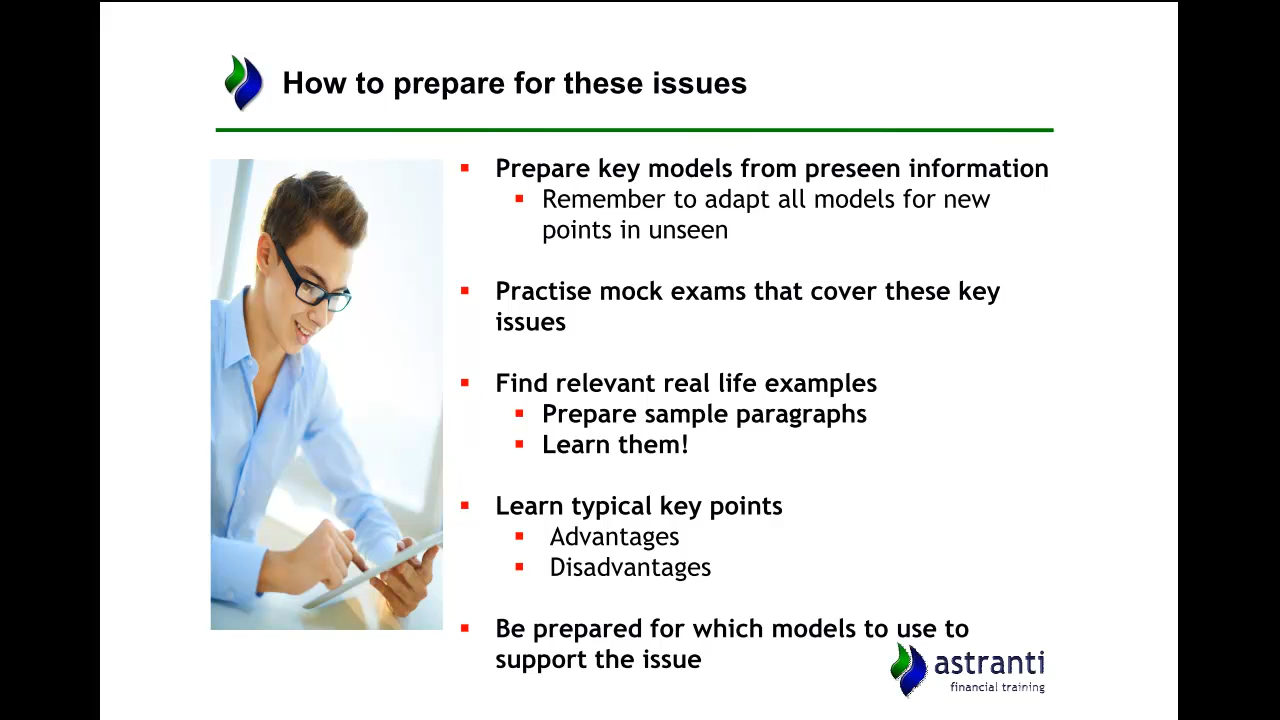 How to prepare for these issues
Prepare key models from preseen information
Remember to adapt all models for new
points in unseen
Practise mock exams that cover these key
issues
Find relevant real life examples
Prepare sample paragraphs
Learn them!
Learn typical key points
Advantages
Disadvantages
Be prepared for which models to use to
support the issue
astranti
financial training